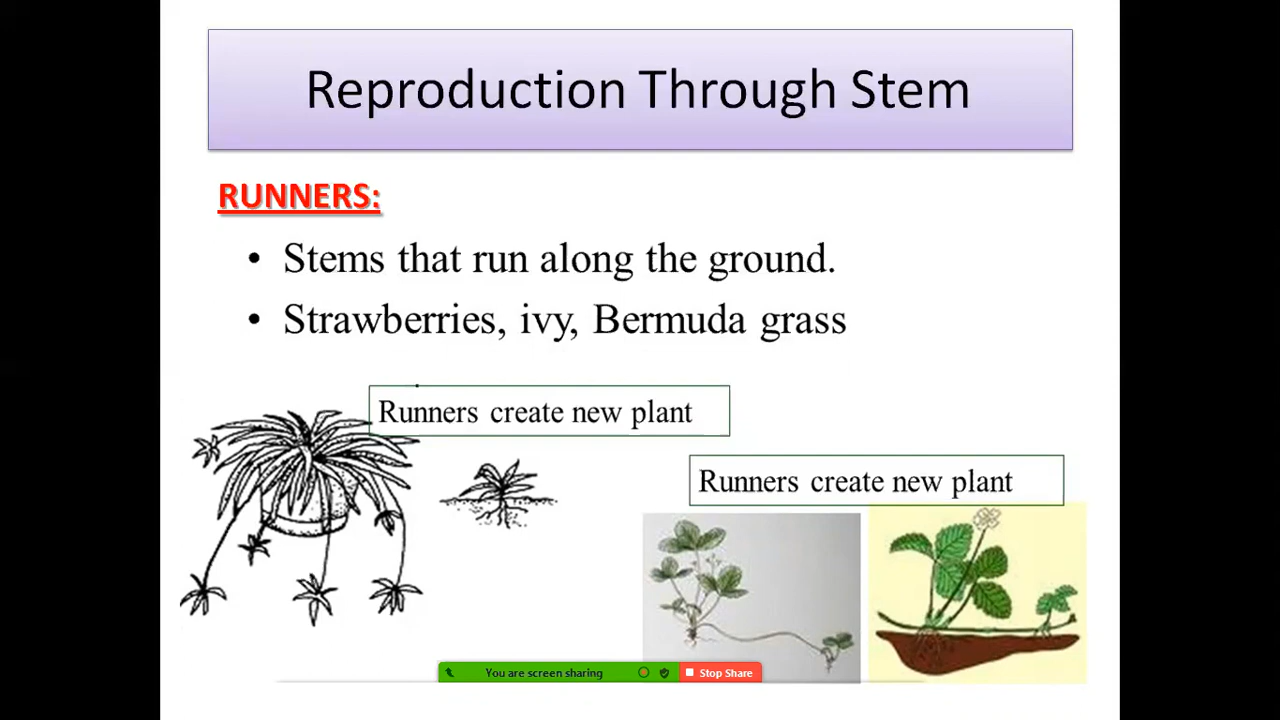 Reproduction Through Stem
RUNNERS:
• Stems that run along the ground.
• Strawberries, ivy, Bermuda grass
Runners create new plant
Runners create new plant
You are screen sharing
Stop Share